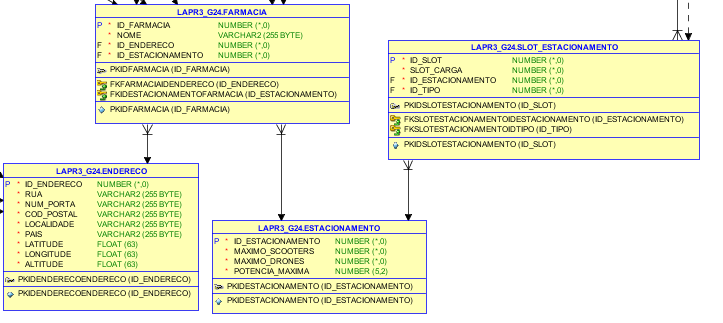 LAPR3_G24.FARMACIA
P * ID_FARMACIA NUMBER (*,0)
* NOME VARCHAR2 (255 BYTE)
F * ID_ENDERECO NUMBER (*,0)
F * ID_ESTACIONAMENTO NUMBER (*,0)
PKIDFARMACIA (ID_FARMACIA)
FKFARMACIAIDENDERECO (ID_ENDERECO)
FKIDESTACIONAMENTOFARMACIA (ID_ESTACIONAMENTO)
PKIDFARMACIA (ID_FARMACIA)
LAPR3_G24.SLOT_ESTACIONAMENTO
P * ID_SLOT NUMBER (*,0)
* SLOT_CARGA NUMBER (*,0)
F * ID_ESTACIONAMENTO NUMBER (*,0)
F * ID_TIPO NUMBER (*,0)
PKIDSLOTESTACIONAMENTO (ID_SLOT)
FKSLOTESTACIONAMENTOIDESTACIONAMENTO (ID_ESTACIONAMENTO)
FKSLOTESTACIONAMENTOIDTIPO (ID_TIPO)
PKIDSLOTESTACIONAMENTO (ID_SLOT)
LAPR3_G24.ENDERECO
P * ID_ENDERECO NUMBER (*,0)
* RUA VARCHAR2 (255 BYTE)
* NUM_PORTA VARCHAR2 (255 BYTE)
* COD_POSTAL VARCHAR2 (255 BYTE)
* LOCALIDADE VARCHAR2 (255 BYTE)
* PAIS VARCHAR2 (255 BYTE)
* LATITUDE FLOAT (63)
* LONGITUDE FLOAT (63)
* ALTITUDE FLOAT (63)
PKIDENDERECOENDERECO (ID_ENDERECO)
PKIDENDERECOENDERECO (ID_ENDERECO)
LAPR3_G24.ESTACIONAMENTO
P * ID_ESTACIONAMENTO NUMBER (*,0)
* MAXIMO_SCOOTERS NUMBER (*,0)
* MAXIMO_DRONES NUMBER (*,0)
* POTENCIA_MAXIMA NUMBER (5,2)
PKIDESTACIONAMENTO (ID_ESTACIONAMENTO)
PKIDESTACIONAMENTO (ID_ESTACIONAMENTO)